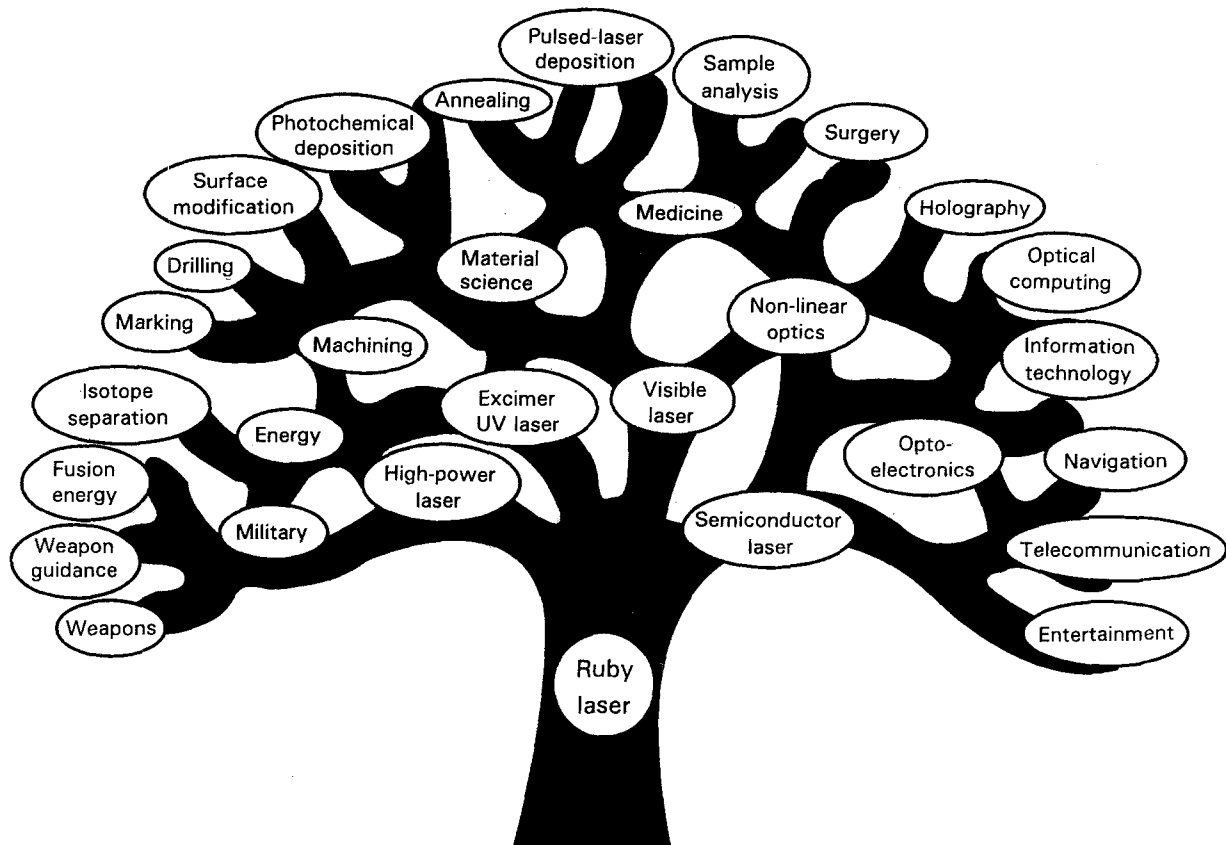 Pulsed-laser
deposition
Sample
analysis
Annealing
Photochemical
deposition
Surgery
Surface
modification
Medicine
Holography
Drilling
Material
science
Optical
computing
Marking
Machining
Non-linear
optics
Information
technology
Isotope
separation
Energy
Excimer
UV laser
Visible
laser
Opto-
electronics
Navigation
Fusion
energy
High-power
laser
Military
Semiconductor
laser
Weapon
guidance
Telecommunication
Weapons
Entertainment
Ruby
laser